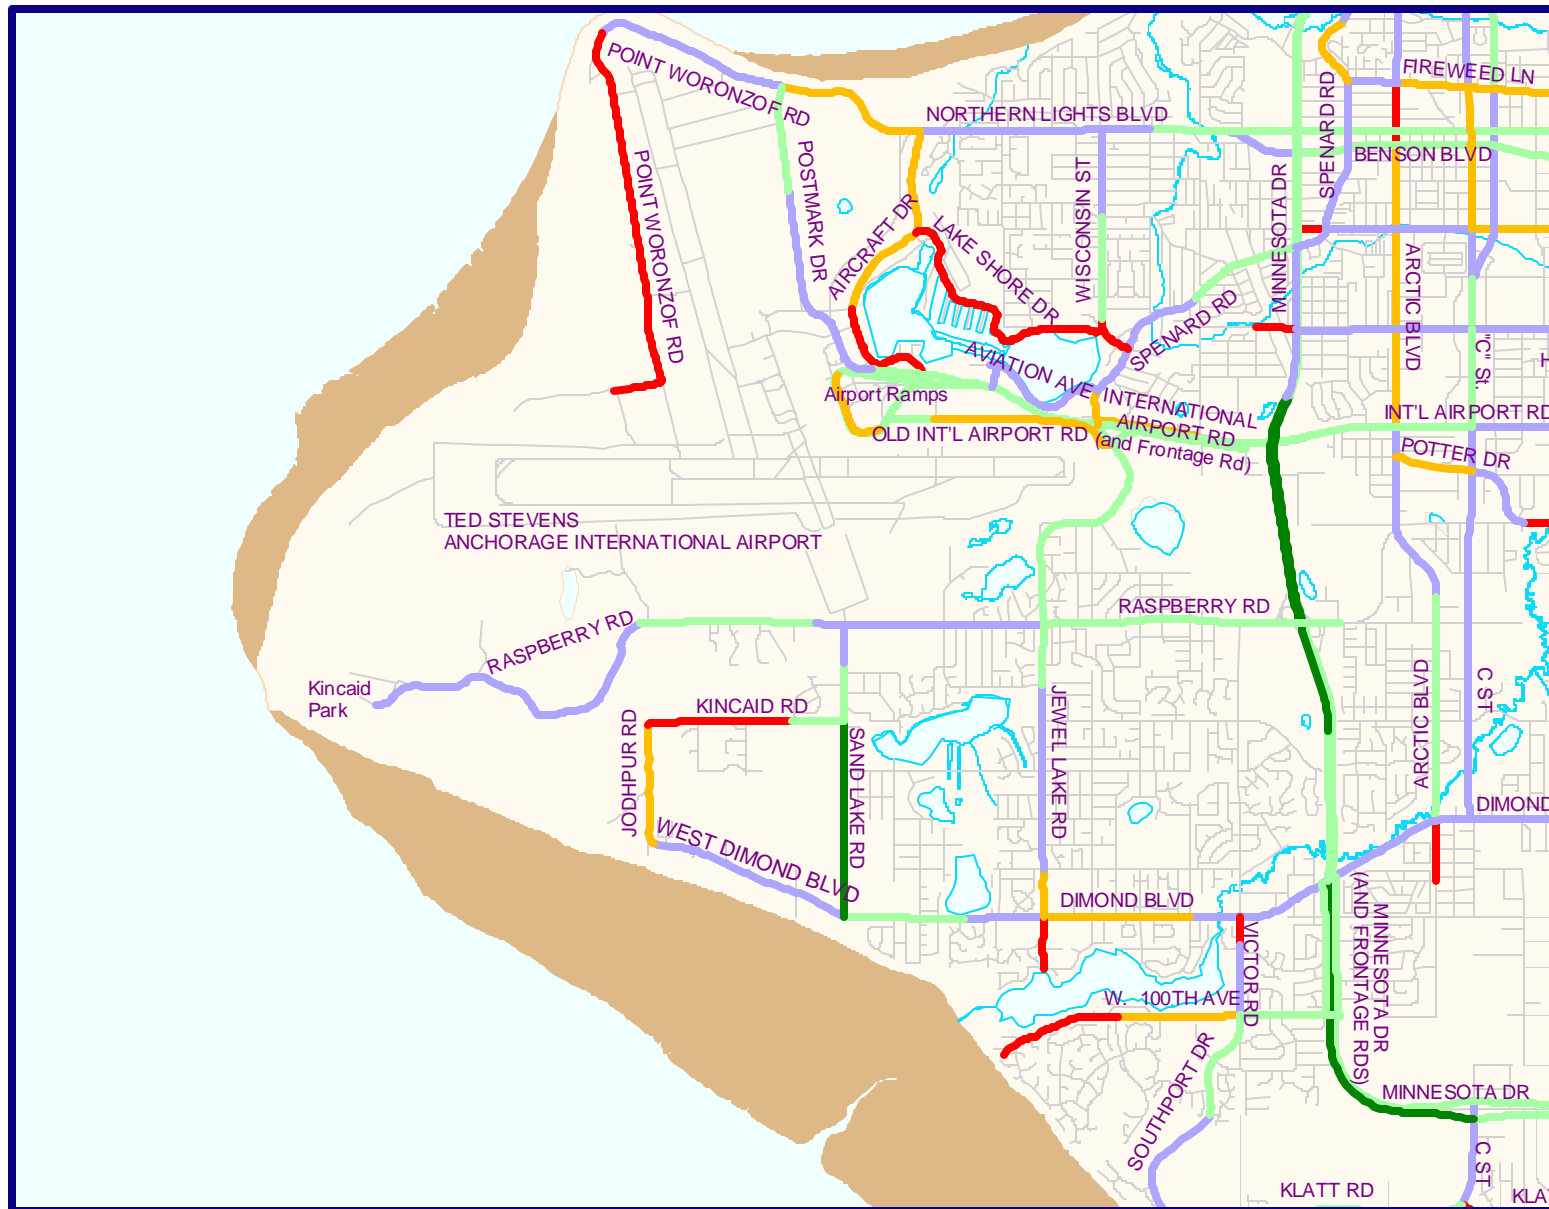 POINT WORONZOF RD
FIREWEED LN
SPENARD RD
NORTHERN LIGHTS BLVD
BENSON BLVD
POINT WORONZOF RD
POSTMARK DR
AIRCRAFT DR
LAKE SHORE DR
WISCONSIN ST
MINNESOTA DR
ARCTIC BLVD
SPENARD RD
"C" St.
H
AVIATION AVE
Airport Ramps
INTERNATIONAL
AIRPORT RD
(and Frontage Rd)
INT'L AIRPORT RD
OLD INT'L AIRPORT RD
POTTER DR
TED STEVENS
ANCHORAGE INTERNATIONAL AIRPORT
RASPBERRY RD
RASPBERRY RD
Kincaid
Park
KINCAID RD
JODHPUR RD
SAND LAKE RD
JEWEL LAKE RD
ARCTIC BLVD
C ST
WEST DIMOND BLVD
DIMOND
DIMOND BLVD
VICTOR RD
MINNESOTA DR
(AND FRONTAGE RDS)
W. 100TH AVE
SOUTHPORT DR
MINNESOTA DR
C ST
KLATT RD
KLA